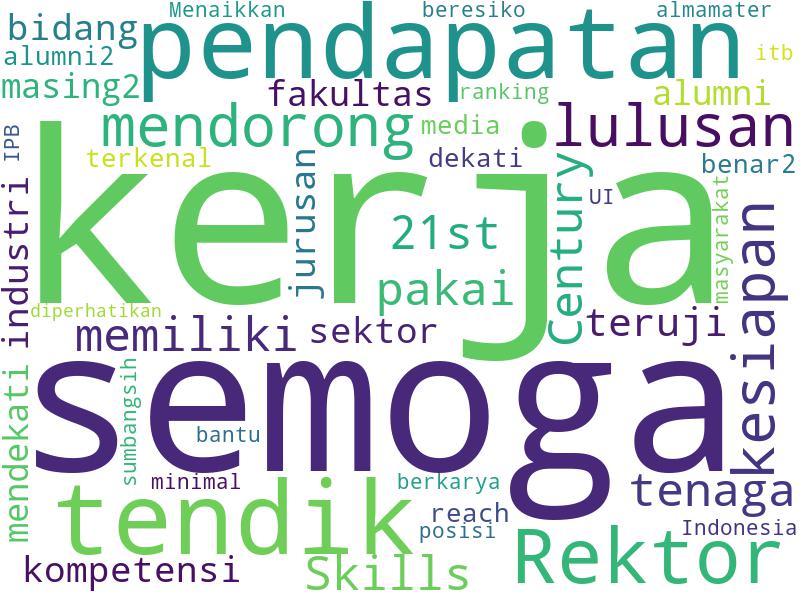 Menaikkan
beresiko
almamater
bidang
pendapatan
itb
alumni2
masing2
fakultas
ranking
alumni
mendorong
media
lulusan
IPB
terkenal
jurusan
dekati
benar2
kerja
UI
masyarakat
industri
21st
Century
pakai
kesiapan
diperhatikan
memiliki
sektor
teruji
semoga
mendekati
sumbangsih
bantu
minimal
berkarya
tendik
tenaga
reach
posisi
Indonesia
kompetensi
Skills
Rektor